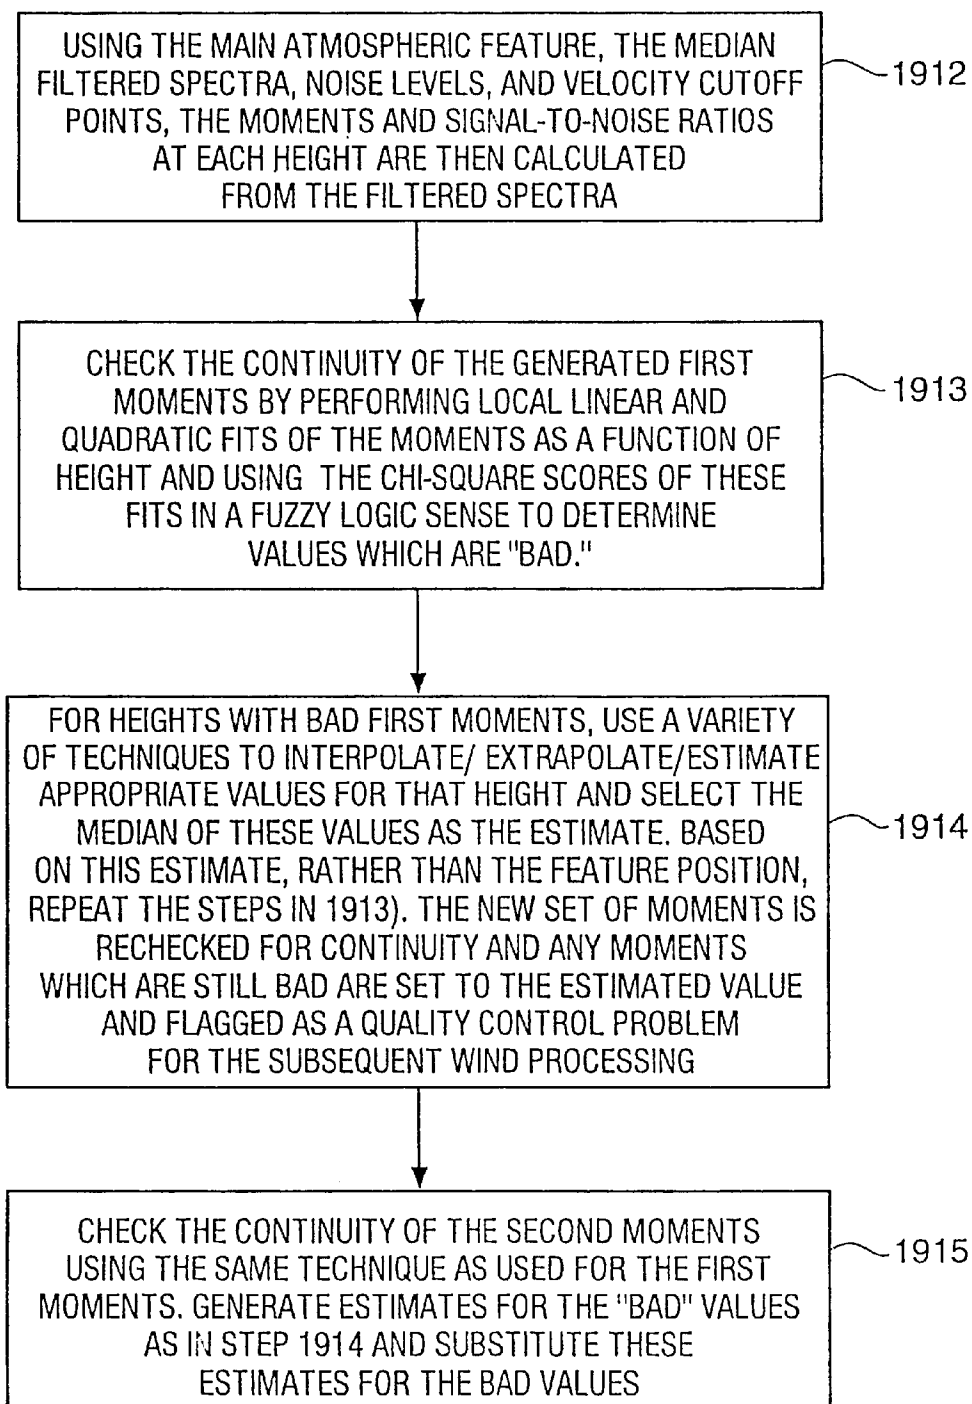 USING THE MAIN ATMOSPHERIC FEATURE, THE MEDIAN
FILTERED SPECTRA, NOISE LEVELS, AND VELOCITY CUTOFF
POINTS, THE MOMENTS AND SIGNAL-TO-NOISE RATIOS
AT EACH HEIGHT ARE THEN CALCULATED
FROM THE FILTERED SPECTRA
1912
CHECK THE CONTINUITY OF THE GENERATED FIRST
MOMENTS BY PERFORMING LOCAL LINEAR AND
QUADRATIC FITS OF THE MOMENTS AS A FUNCTION OF
HEIGHT AND USING THE CHI-SQUARE SCORES OF THESE
FITS IN A FUZZY LOGIC SENSE TO DETERMINE
VALUES WHICH ARE "BAD."
1913
FOR HEIGHTS WITH BAD FIRST MOMENTS, USE A VARIETY
OF TECHNIQUES TO INTERPOLATE/ EXTRAPOLATE/ESTIMATE
APPROPRIATE VALUES FOR THAT HEIGHT AND SELECT THE
MEDIAN OF THESE VALUES AS THE ESTIMATE. BASED
ON THIS ESTIMATE, RATHER THAN THE FEATURE POSITION,
REPEAT THE STEPS IN 1913). THE NEW SET OF MOMENTS IS
RECHECKED FOR CONTINUITY AND ANY MOMENTS
WHICH ARE STILL BAD ARE SET TO THE ESTIMATED VALUE
AND FLAGGED AS A QUALITY CONTROL PROBLEM
FOR THE SUBSEQUENT WIND PROCESSING
1914
CHECK THE CONTINUITY OF THE SECOND MOMENTS
USING THE SAME TECHNIQUE AS USED FOR THE FIRST
MOMENTS. GENERATE ESTIMATES FOR THE "BAD" VALUES
AS IN STEP 1914 AND SUBSTITUTE THESE
ESTIMATES FOR THE BAD VALUES
1915